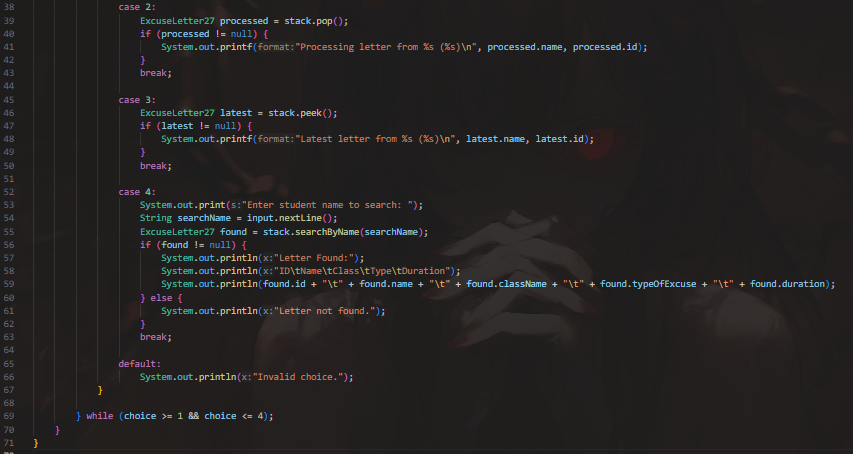 38 case 2:
39 ExcuseLetter27 processed = stack.pop();
40 if (processed != null) {
41 System.out.printf(format:"Processing letter from %s (%s)\n", processed.name, processed.id);
42 }
43 break;
44
45 case 3:
46 ExcuseLetter27 latest = stack.peek();
47 if (latest != null) {
48 System.out.printf(format:"Latest letter from %s (%s)\n", latest.name, latest.id);
49 }
50 break;
51
52 case 4:
53 System.out.print(s:"Enter student name to search: ");
54 String searchName = input.nextLine();
55 ExcuseLetter27 found = stack.searchByName(searchName);
56 if (found != null) {
57 System.out.println(x:"Letter Found:");
58 System.out.println(x:"ID\tName\tClass\tType\tDuration");
59 System.out.println(found.id + "\t" + found.name + "\t" + found.className + "\t" + found.typeOfExcuse + "\t" + found.duration);
60 } else {
61 System.out.println(x:"Letter not found.");
62 }
63 break;
64
65 default:
66 System.out.println(x:"Invalid choice.");
67 }
68
69 } while (choice >= 1 && choice <= 4);
70 }
71 }